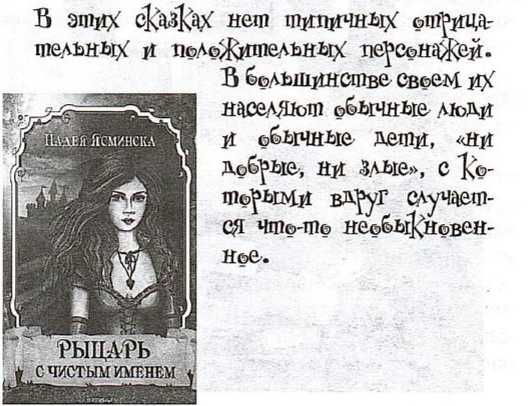 В этих сказках нет типичных отрица-
тельных и положительных персонажей.
В большинстве своем их
населяют обычные люди
и обычные дети, «ни
добрые, ни злые», с ко-
торыми вдруг случает-
ся что-то необыкновен-
ное.
НАДЕЯ ЯСМИНСКА
РЫЦАРЬ
С ЧИСТЫМ ИМЕНЕМ